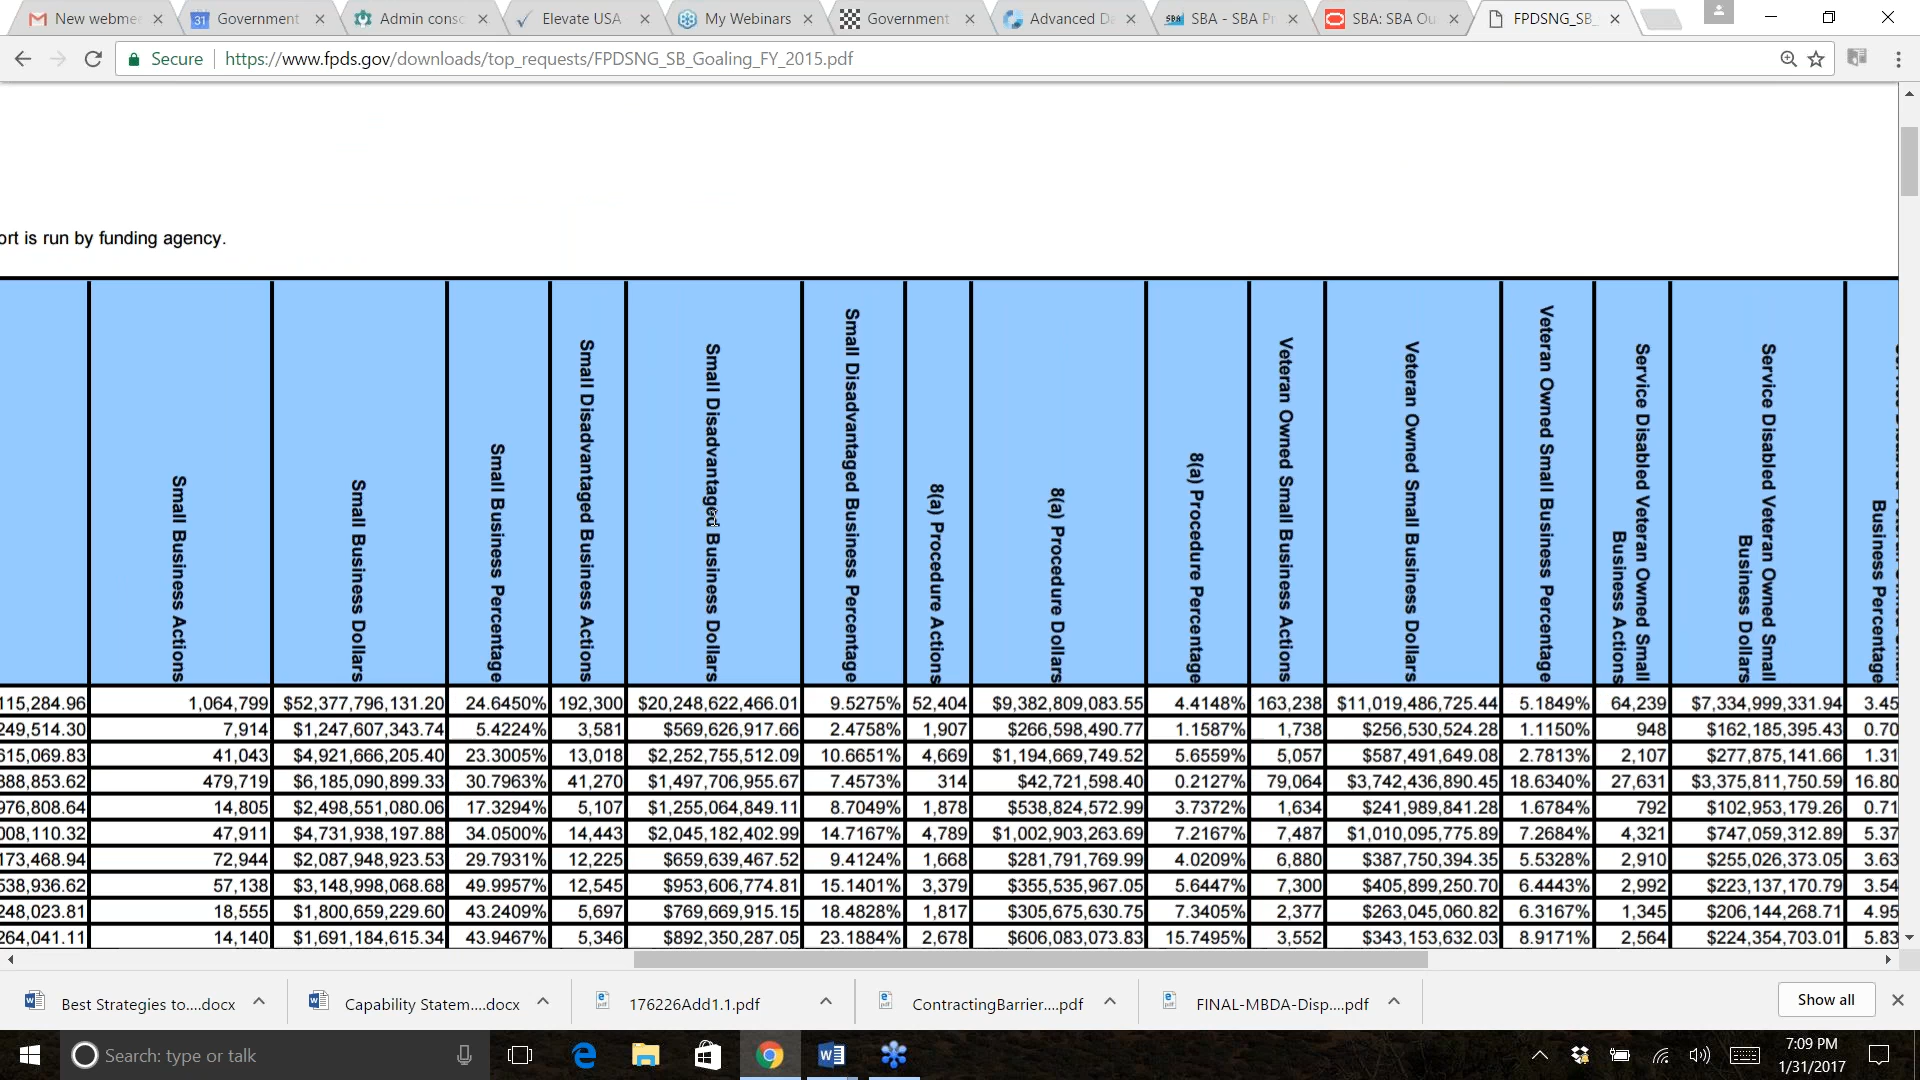 New webme
Government
Admin consc
Elevate USA
My Webinars
Government
Advanced Da
SBA - SBA Pr
SBA: SBA Ou
FPDSNG_SB_
Secure https://www.fpds.gov/downloads/top_requests/FPDSNG_SB_Goaling_FY_2015.pdf
ort is run by funding agency.
Small Business Actions
Small Business Dollars
Small Business Percentage
Small Disadvantaged Business Actions
Small Disadvantaged Business Dollars
Small Disadvantaged Business Percentage
8(a) Procedure Actions
8(a) Procedure Dollars
8(a) Procedure Percentage
Veteran Owned Small Business Actions
Veteran Owned Small Business Dollars
Veteran Owned Small Business Percentage
Service Disabled Veteran Owned Small
Business Actions
Service Disabled Veteran Owned Small
Business Dollars
Business Percentage
115,284.96 1,064,799 $52,377,796,131.20 24.6450% 192,300 $20,248,622,466.01 9.5275% 52,404 $9,382,809,083.55 4.4148% 163,238 $11,019,486,725.44 5.1849% 64,239 $7,334,999,331.94 3.45
249,514.30 7,914 $1,247,607,343.74 5.4224% 3,581 $569,626,917.66 2.4758% 1,907 $266,598,490.77 1.1587% 1,738 $256,530,524.28 1.1150% 948 $162,185,395.43 0.70
615,069.83 41,043 $4,921,666,205.40 23.3005% 13,018 $2,252,755,512.09 10.6651% 4,669 $1,194,669,749.52 5.6559% 5,057 $587,491,649.08 2.7813% 2,107 $277,875,141.66 1.31
388,853.62 479,719 $6,185,090,899.33 30.7963% 41,270 $1,497,706,955.67 7.4573% 314 $42,721,598.40 0.2127% 79,064 $3,742,436,890.45 18.6340% 27,631 $3,375,811,750.59 16.80
976,808.64 14,805 $2,498,551,080.06 17.3294% 5,107 $1,255,064,849.11 8.7049% 1,878 $538,824,572.99 3.7372% 1,634 $241,989,841.28 1.6784% 792 $102,953,179.26 0.71
008,110.32 47,911 $4,731,938,197.88 34.0500% 14,443 $2,045,182,402.99 14.7167% 4,789 $1,002,903,263.69 7.2167% 7,487 $1,010,095,775.89 7.2684% 4,321 $747,059,312.89 5.37
173,468.94 72,944 $2,087,948,923.53 29.7931% 12,225 $659,639,467.52 9.4124% 1,668 $281,791,769.99 4.0209% 6,880 $387,750,394.35 5.5328% 2,910 $255,026,373.05 3.63
538,936.62 57,138 $3,148,998,068.68 49.9957% 12,545 $953,606,774.81 15.1401% 3,379 $355,535,967.05 5.6447% 7,300 $405,899,250.70 6.4443% 2,992 $223,137,170.79 3.54
248,023.81 18,555 $1,800,659,229.60 43.2409% 5,697 $769,669,915.15 18.4828% 1,817 $305,675,630.75 7.3405% 2,377 $263,045,060.82 6.3167% 1,345 $206,144,268.71 4.95
264,041.11 14,140 $1,691,184,615.34 43.9467% 5,346 $892,350,287.05 23.1884% 2,678 $606,083,073.83 15.7495% 3,552 $343,153,632.03 8.9171% 2,564 $224,354,703.01 5.83
Best Strategies to....docx
Capability Statem....docx
176226Add1.1.pdf
ContractingBarrier....pdf
FINAL-MBDA-Disp....pdf
Show all
Search: type or talk
7:09 PM
1/31/2017